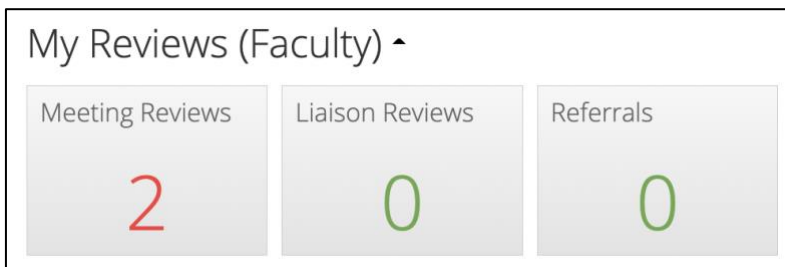 My Reviews (Faculty)
Meeting Reviews
Liaison Reviews
Referrals
2
0
0